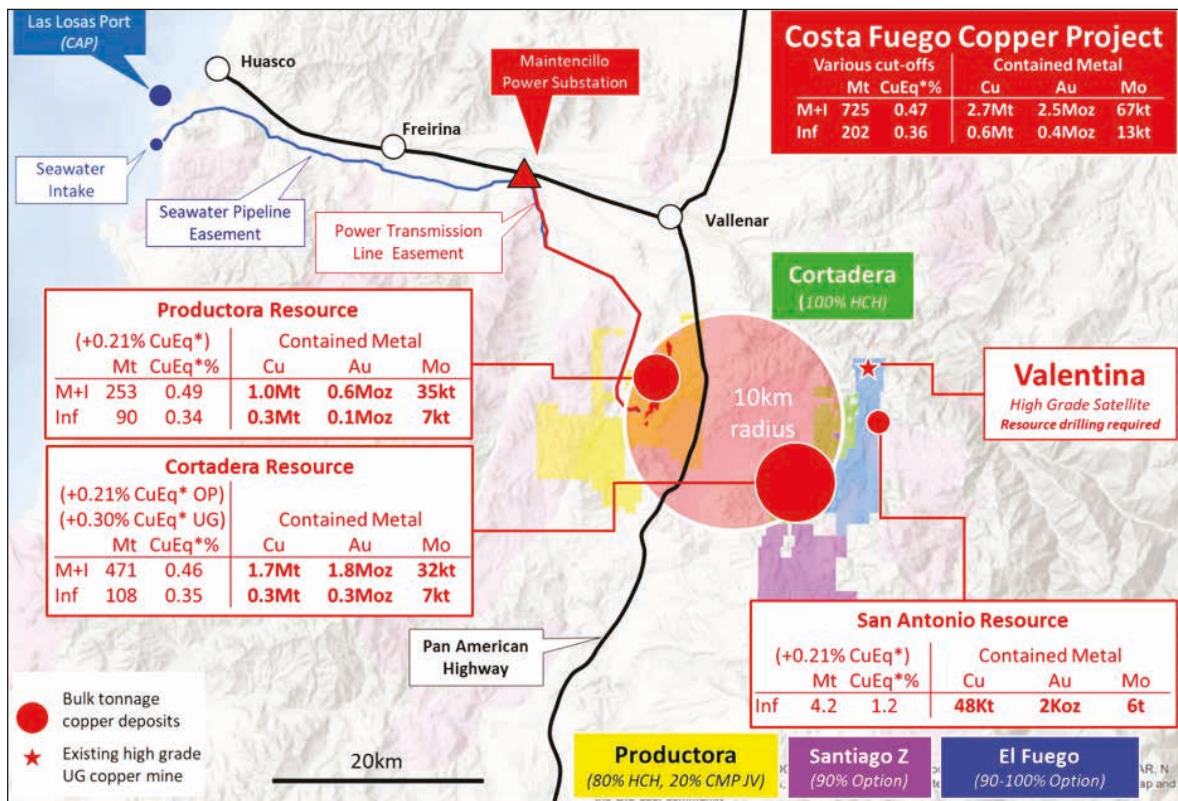 Las Losas Port
(CAP)
Huasco
Maintencillo
Power Substation
Freirina
Seawater
Intake
Seawater Pipeline
Easement
Power Transmission
Line Easement
Vallenar
Costa Fuego Copper Project
Various cut-offs Contained Metal
Mt CuEq*% Cu Au Mo
M+I 725 0.47 2.7Mt 2.5Moz 67kt
Inf 202 0.36 0.6Mt 0.4Moz 13kt
Cortadera
(100% HCH)
Productora Resource
(+0.21% CuEq*) Contained Metal
Mt CuEq*% Cu Au Mo
M+I 253 0.49 1.0Mt 0.6Moz 35kt
Inf 90 0.34 0.3Mt 0.1Moz 7kt
10km
radius
Valentina
High Grade Satellite
Resource drilling required
Cortadera Resource
(+0.21% CuEq* OP)
(+0.30% CuEq* UG) Contained Metal
Mt CuEq*% Cu Au Mo
M+I 471 0.46 1.7Mt 1.8Moz 32kt
Inf 108 0.35 0.3Mt 0.3Moz 7kt
Pan American
Highway
San Antonio Resource
(+0.21% CuEq*) Contained Metal
Mt CuEq*% Cu Au Mo
Inf 4.2 1.2 48Kt 2Koz 6t
Bulk tonnage
copper deposits
Existing high grade
UG copper mine
20km
Productora
(80% HCH, 20% CMP JV)
Santiago Z
(90% Option)
El Fuego
(90-100% Option)
AR, N
ap and